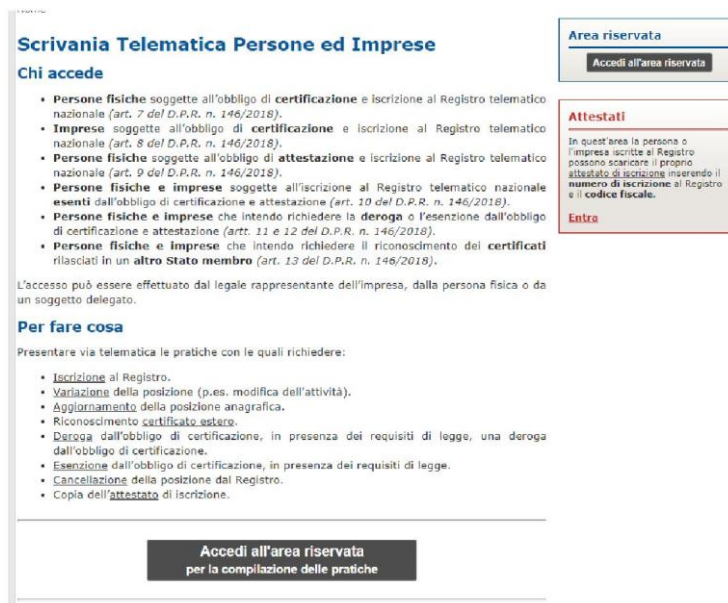 Scrivania Telematica Persone ed Imprese
Chi accede
• Persone fisiche soggette all'obbligo di certificazione e iscrizione al Registro telematico
nazionale (art. 7 del D.P.R. n. 146/2018).
• Imprese soggette all'obbligo di certificazione e iscrizione al Registro telematico
nazionale (art. 8 del D.P.R. n. 146/2018).
• Persone fisiche soggette all'obbligo di attestazione e iscrizione al Registro telematico
nazionale (art. 9 del D.P.R. n. 146/2018).
• Persone fisiche e imprese soggette all'iscrizione al Registro telematico nazionale
esenti dall'obbligo di certificazione e attestazione (art. 10 del D.P.R. n. 146/2018).
• Persone fisiche e imprese che intendo richiedere la deroga o l'esenzione dall'obbligo
di certificazione e attestazione (artt. 11 e 12 del D.P.R. n. 146/2018).
• Persone fisiche e imprese che intendo richiedere il riconoscimento dei certificati
rilasciati in un altro Stato membro (art. 13 del D.P.R. n. 146/2018).
L'accesso può essere effettuato dal legale rappresentante dell'impresa, dalla persona fisica o da
un soggetto delegato.
Per fare cosa
Presentare via telematica le pratiche con le quali richiedere:
• Iscrizione al Registro.
• Variazione della posizione (p.es. modifica dell'attività).
• Aggiornamento della posizione anagrafica.
• Riconoscimento certificato estero.
• Deroga dall'obbligo di certificazione, in presenza dei requisiti di legge, una deroga
dall'obbligo di certificazione.
• Esenzione dall'obbligo di certificazione, in presenza dei requisiti di legge.
• Cancellazione della posizione dal Registro.
• Copia dell'attestato di iscrizione.
Accedi all'area riservata
per la compilazione delle pratiche
Area riservata
Accedi all'area riservata
Attestati
In quest'area la persona o
l'impresa iscritte al Registro
possono scaricare il proprio
attestato di iscrizione inserendo il
numero di iscrizione al Registro
e il codice fiscale.
Entra